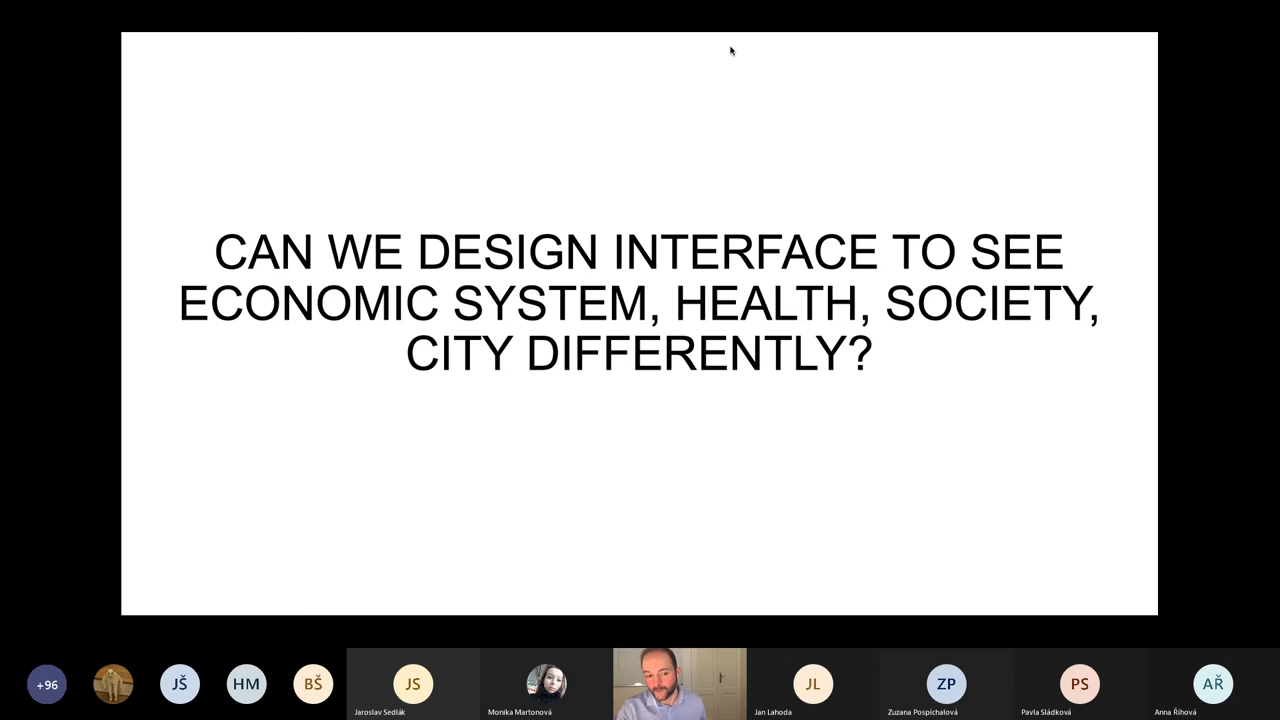 CAN WE DESIGN INTERFACE TO SEE
ECONOMIC SYSTEM, HEALTH, SOCIETY,
CITY DIFFERENTLY?
+96
JŠ
HM
BŠ
JS
JL
ZP
PS
AŘ
Jaroslav Sedlák
Monika Martonová
Jan Lahoda
Zuzana Pospíchalová
Pavla Sládková
Anna Říhová